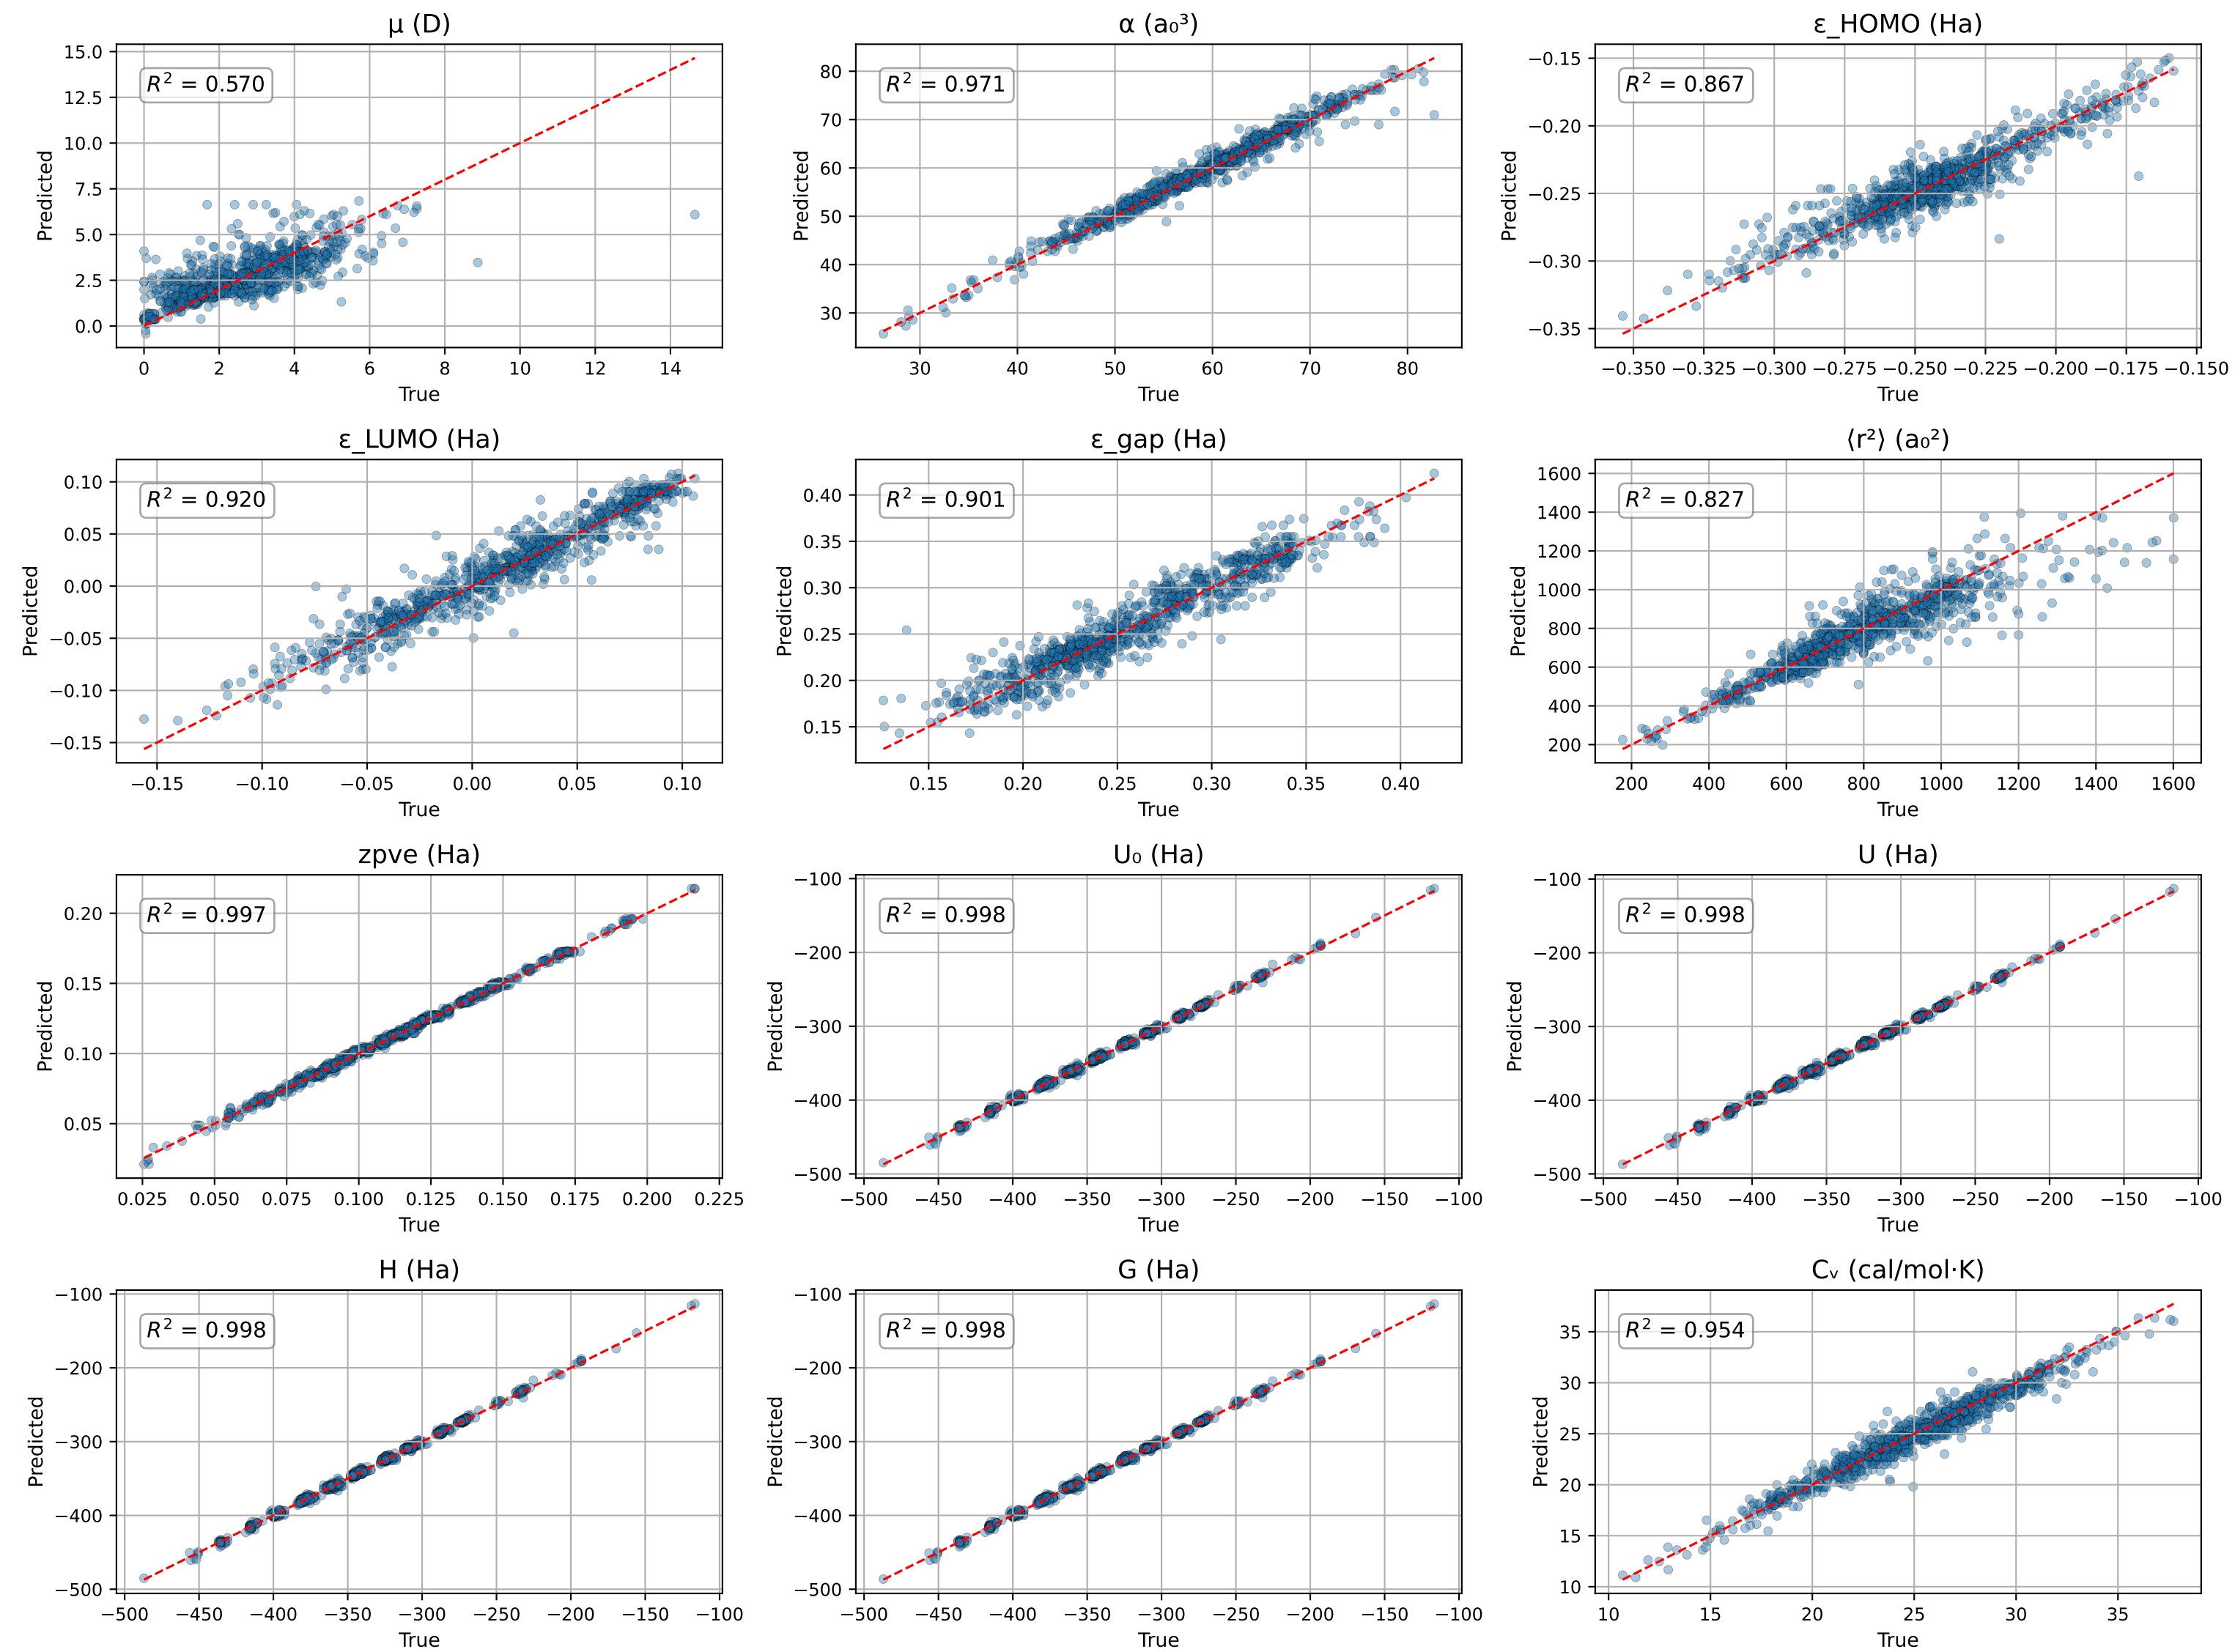 μ (D)
R² = 0.570
15.0
12.5
10.0
7.5
5.0
2.5
0.0
Predicted
0 2 4 6 8 10 12 14
True
α (a₀³)
R² = 0.971
80
70
60
50
40
30
Predicted
30 40 50 60 70 80
True
ε_HOMO (Ha)
R² = 0.867
−0.15
−0.20
−0.25
−0.30
−0.35
Predicted
−0.350 −0.325 −0.300 −0.275 −0.250 −0.225 −0.200 −0.175 −0.150
True
ε_LUMO (Ha)
R² = 0.920
0.10
0.05
0.00
−0.05
−0.10
−0.15
Predicted
−0.15 −0.10 −0.05 0.00 0.05 0.10
True
ε_gap (Ha)
R² = 0.901
0.40
0.35
0.30
0.25
0.20
0.15
Predicted
0.15 0.20 0.25 0.30 0.35 0.40
True
⟨r²⟩ (a₀²)
R² = 0.827
1600
1400
1200
1000
800
600
400
200
Predicted
200 400 600 800 1000 1200 1400 1600
True
zpve (Ha)
R² = 0.997
0.20
0.15
0.10
0.05
Predicted
0.025 0.050 0.075 0.100 0.125 0.150 0.175 0.200 0.225
True
U₀ (Ha)
R² = 0.998
−100
−200
−300
−400
−500
Predicted
−500 −450 −400 −350 −300 −250 −200 −150 −100
True
U (Ha)
R² = 0.998
−100
−200
−300
−400
−500
Predicted
−500 −450 −400 −350 −300 −250 −200 −150 −100
True
H (Ha)
R² = 0.998
−100
−200
−300
−400
−500
Predicted
−500 −450 −400 −350 −300 −250 −200 −150 −100
True
G (Ha)
R² = 0.998
−100
−200
−300
−400
−500
Predicted
−500 −450 −400 −350 −300 −250 −200 −150 −100
True
Cᵥ (cal/mol·K)
R² = 0.954
35
30
25
20
15
10
Predicted
10 15 20 25 30 35
True